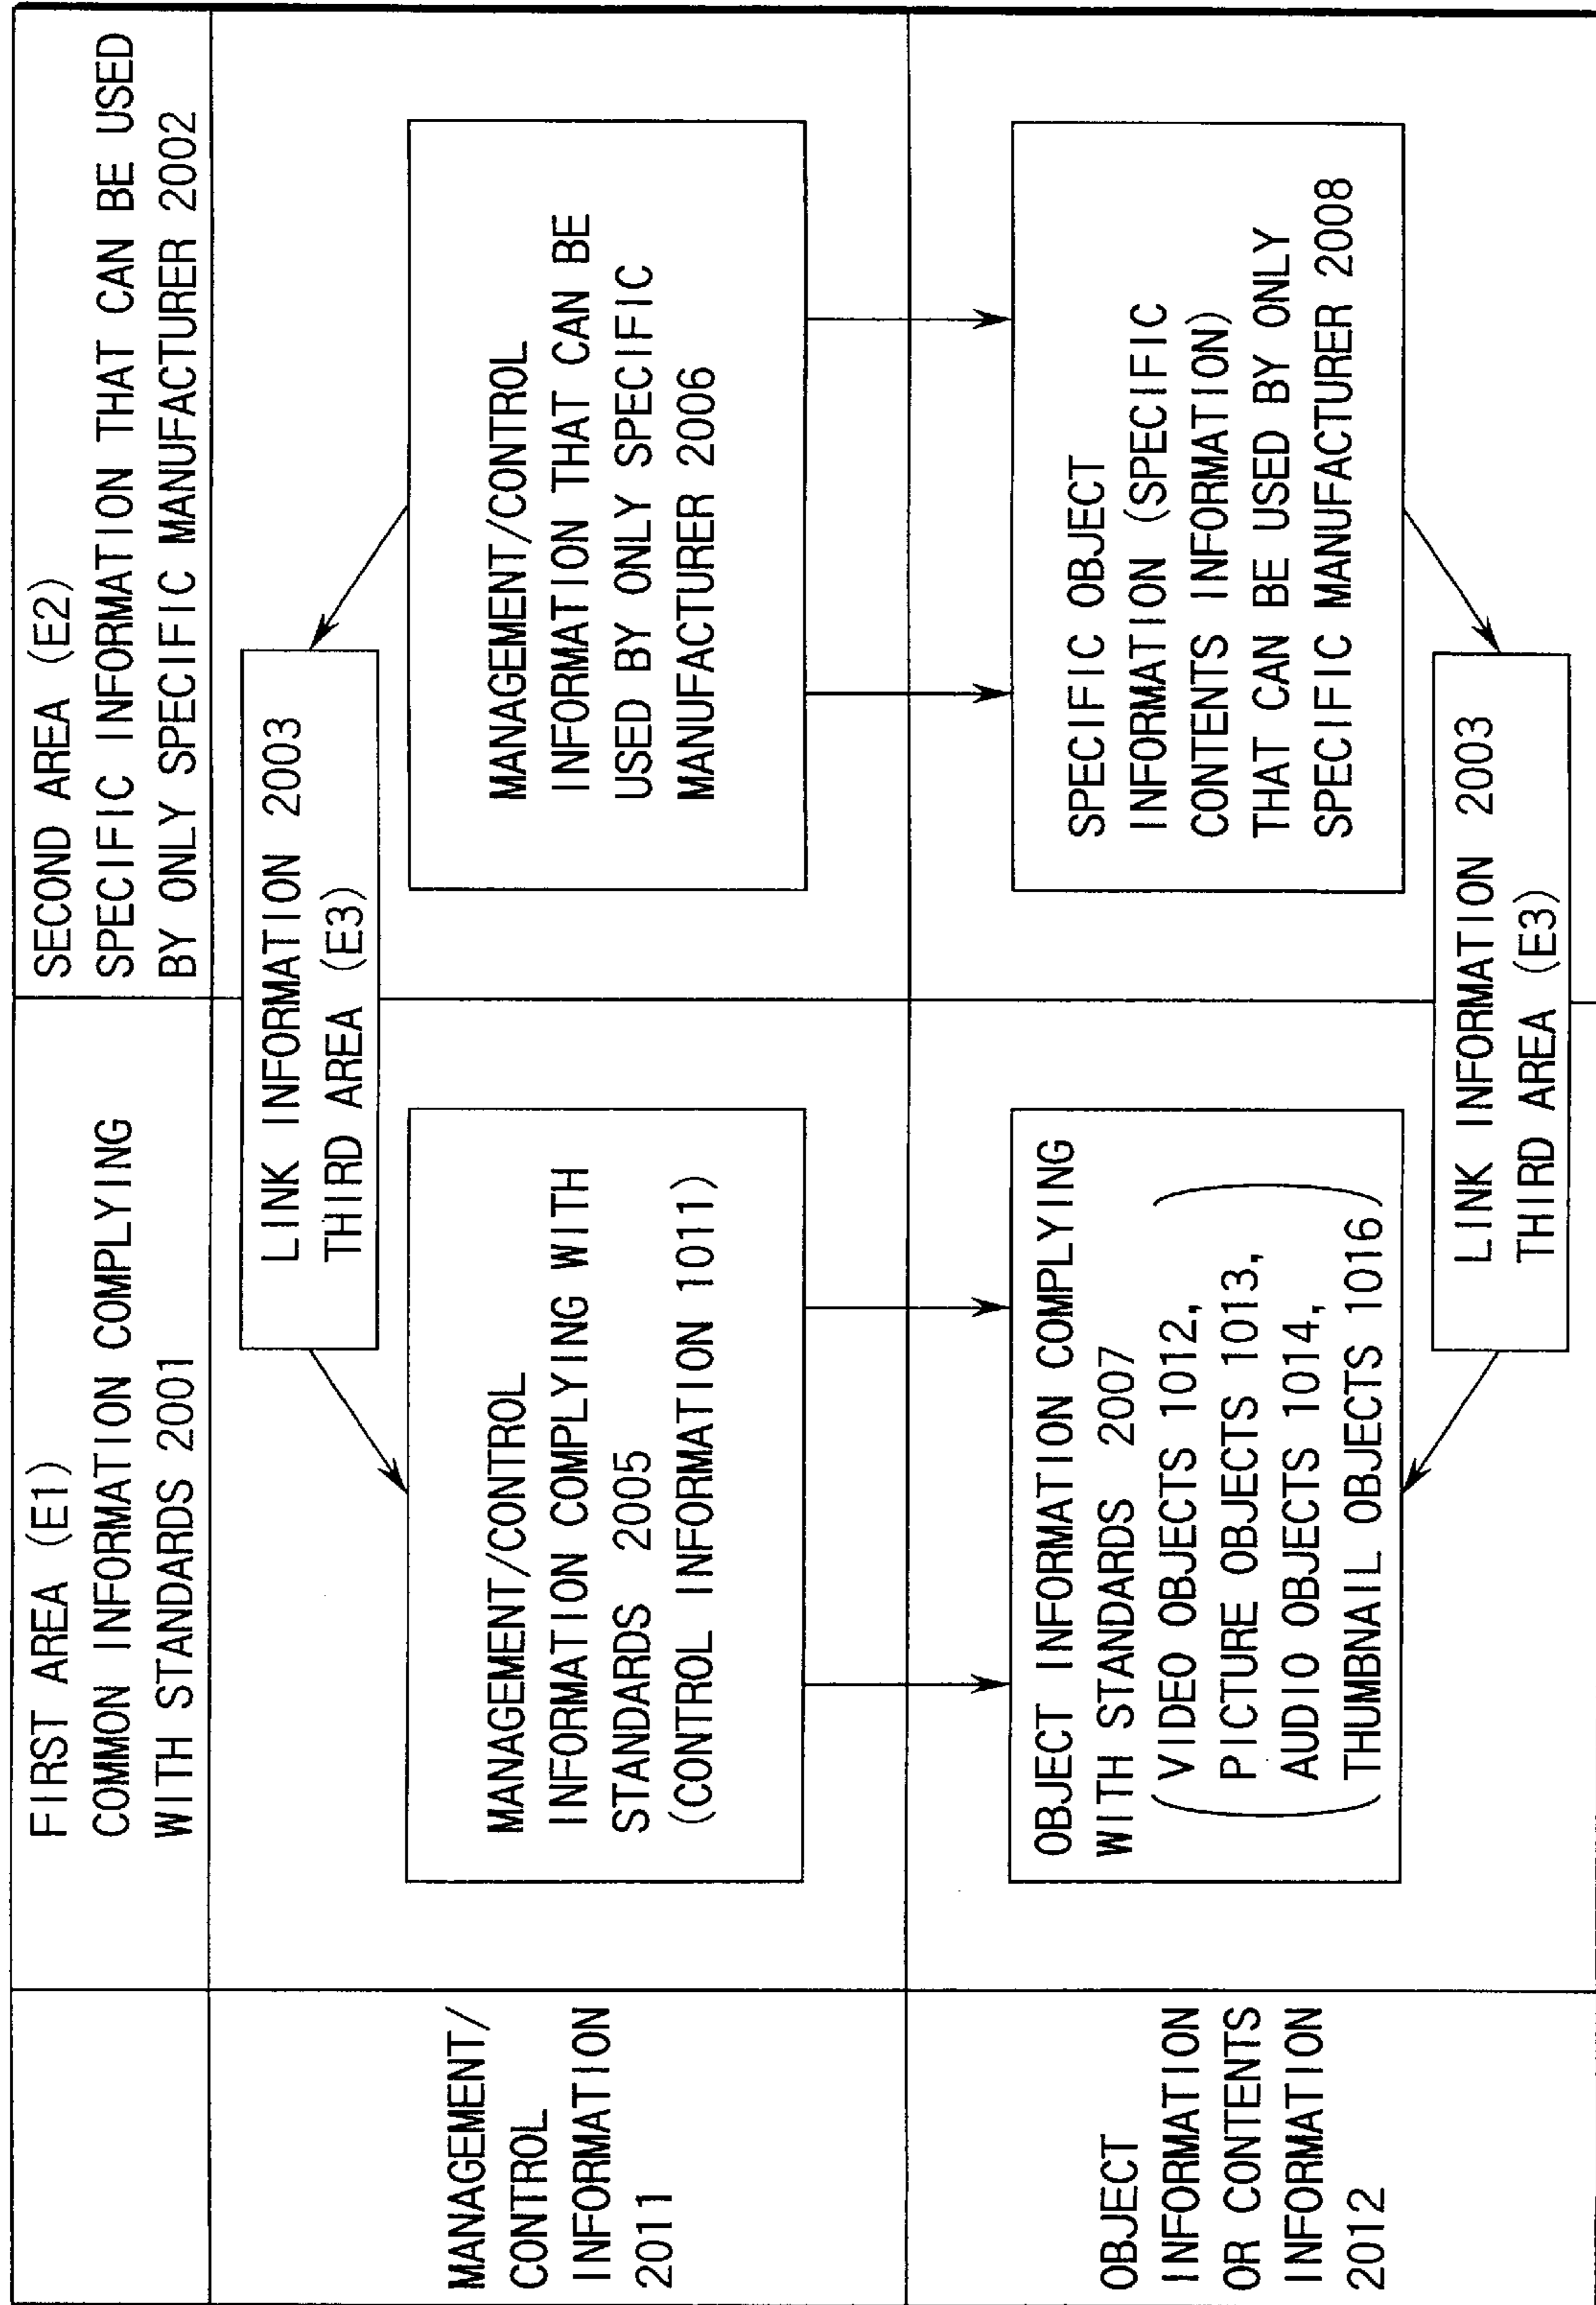 FIRST AREA (E1)
COMMON INFORMATION COMPLYING
WITH STANDARDS 2001
SECOND AREA (E2)
SPECIFIC INFORMATION THAT CAN BE USED
BY ONLY SPECIFIC MANUFACTURER 2002
MANAGEMENT/
CONTROL
INFORMATION
2011
LINK INFORMATION 2003
THIRD AREA (E3)
MANAGEMENT/CONTROL
INFORMATION COMPLYING WITH
STANDARDS 2005
(CONTROL INFORMATION 1011)
MANAGEMENT/CONTROL
INFORMATION THAT CAN BE
USED BY ONLY SPECIFIC
MANUFACTURER 2006
OBJECT
INFORMATION
OR CONTENTS
INFORMATION
2012
OBJECT INFORMATION COMPLYING
WITH STANDARDS 2007
(VIDEO OBJECTS 1012,
PICTURE OBJECTS 1013,
AUDIO OBJECTS 1014,
THUMBNAIL OBJECTS 1016)
SPECIFIC OBJECT
INFORMATION (SPECIFIC
CONTENTS INFORMATION)
THAT CAN BE USED BY ONLY
SPECIFIC MANUFACTURER 2008
LINK INFORMATION 2003
THIRD AREA (E3)